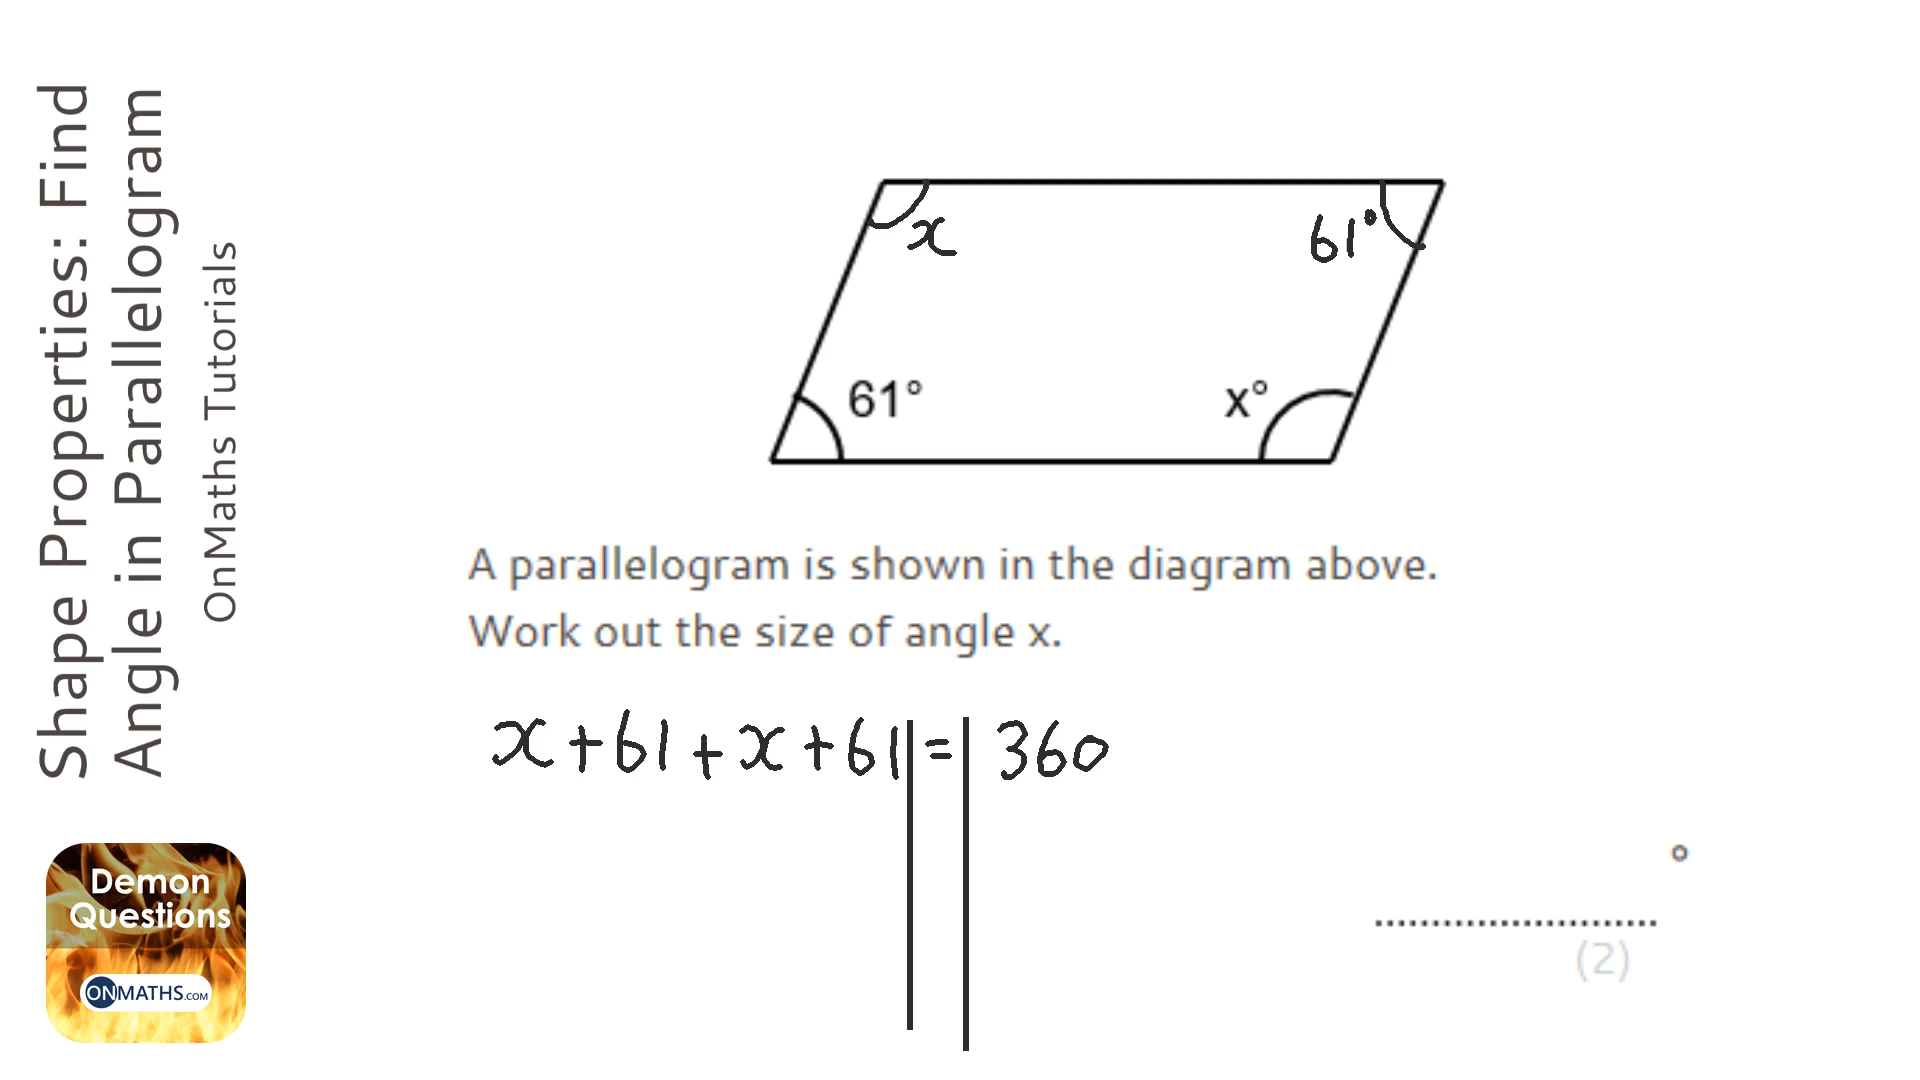 Shape Properties: Find
Angle in Parallelogram
OnMaths Tutorials
x
61°
61°
x°
A parallelogram is shown in the diagram above.
Work out the size of angle x.
x + 61 + x + 61 = 360
°
........................
(2)
Demon
Questions
ONMATHS.COM